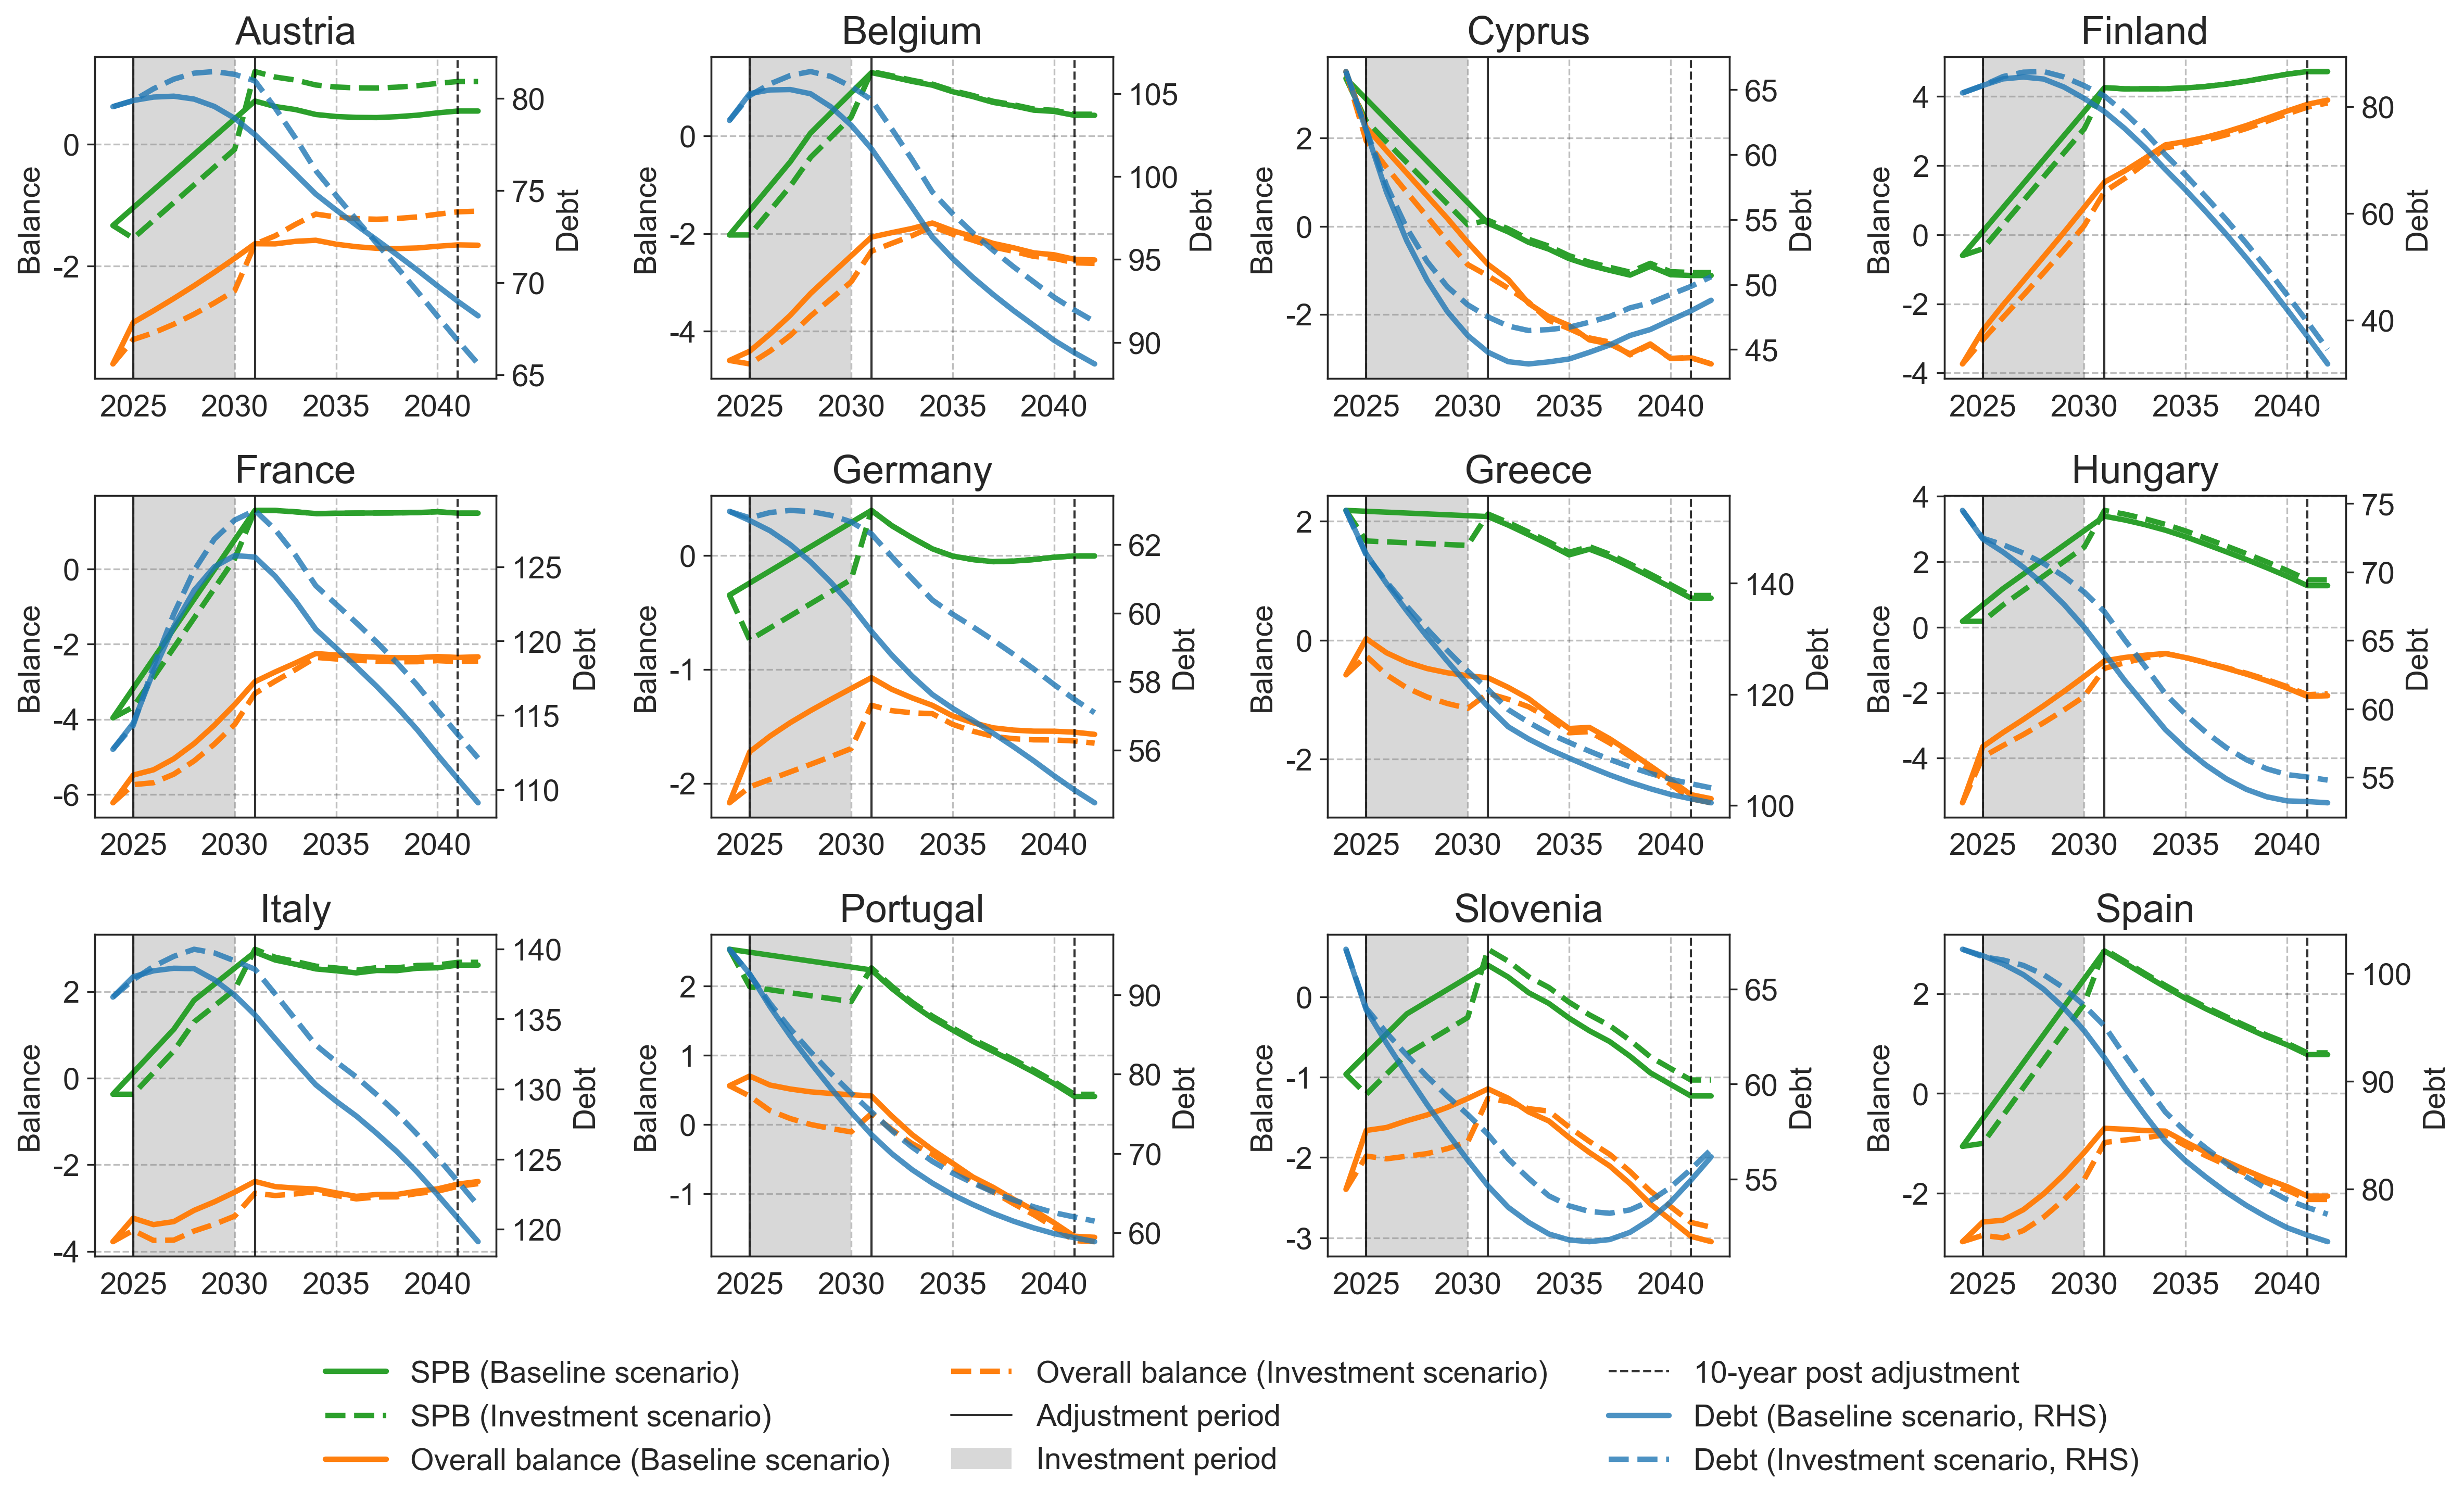 Austria
Belgium
Cyprus
Finland
0
-2
Balance
80
75
70
65
Debt
2025 2030 2035 2040
0
-2
-4
Balance
105
100
95
90
Debt
2025 2030 2035 2040
2
0
-2
Balance
65
60
55
50
45
Debt
2025 2030 2035 2040
4
2
0
-2
-4
Balance
80
60
40
Debt
2025 2030 2035 2040
France
Germany
Greece
Hungary
0
-2
-4
-6
Balance
125
120
115
110
Debt
2025 2030 2035 2040
0
-1
-2
Balance
62
60
58
56
Debt
2025 2030 2035 2040
2
0
-2
Balance
140
120
100
Debt
2025 2030 2035 2040
4
2
0
-2
-4
Balance
75
70
65
60
55
Debt
2025 2030 2035 2040
Italy
Portugal
Slovenia
Spain
2
0
-2
-4
Balance
140
135
130
125
120
Debt
2025 2030 2035 2040
2
1
0
-1
Balance
90
80
70
60
Debt
2025 2030 2035 2040
0
-1
-2
-3
Balance
65
60
55
Debt
2025 2030 2035 2040
2
0
-2
Balance
100
90
80
Debt
2025 2030 2035 2040
SPB (Baseline scenario)
SPB (Investment scenario)
Overall balance (Baseline scenario)
Overall balance (Investment scenario)
Adjustment period
Investment period
10-year post adjustment
Debt (Baseline scenario, RHS)
Debt (Investment scenario, RHS)